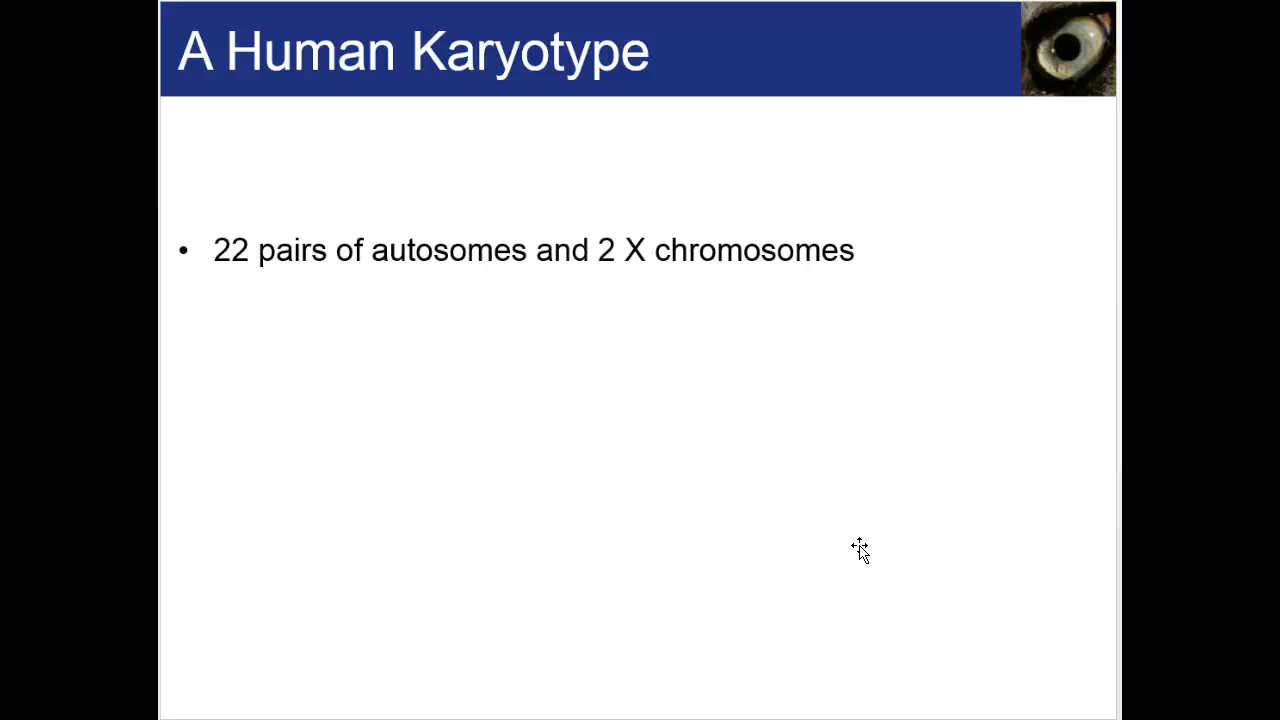 A Human Karyotype
• 22 pairs of autosomes and 2 X chromosomes